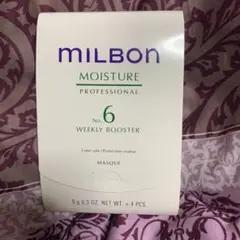 MILBON
MOISTURE
PROFESSIONAL
No.6
WEEKLY BOOSTER
MASQUE
9 g 0.3 OZ. NET WT. × 4 PCS.